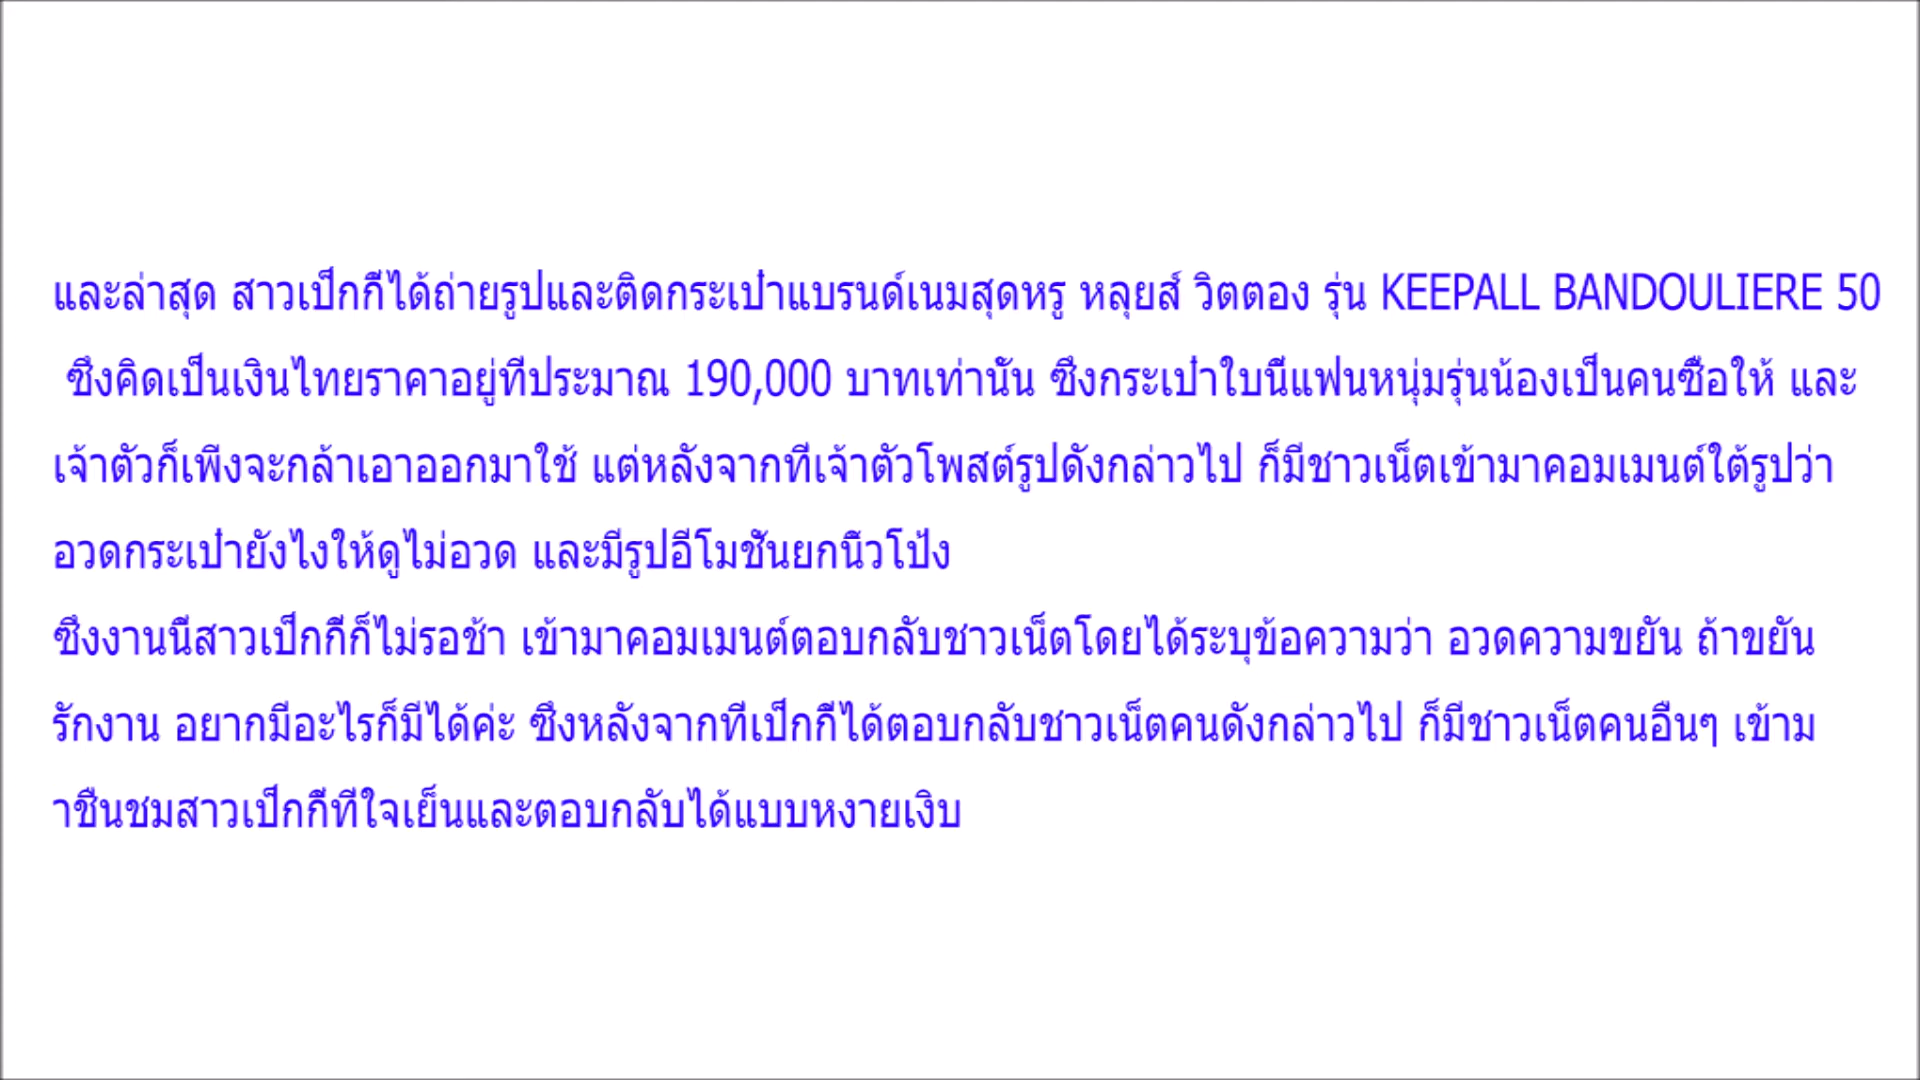 และล่าสุด สาวเป็กกี้ได้ถ่ายรูปและติดกระเป๋าแบรนด์เนมสุดหรู หลุยส์ วิตตอง รุ่น KEEPALL BANDOULIERE 50
ซึ่งคิดเป็นเงินไทยราคาอยู่ที่ประมาณ 190,000 บาทเท่านั้น ซึ่งกระเป๋าใบนี้แฟนหนุ่มรุ่นน้องเป็นคนซื้อให้ และ
เจ้าตัวก็เพิ่งจะกล้าเอาออกมาใช้ แต่หลังจากที่เจ้าตัวโพสต์รูปดังกล่าวไป ก็มีชาวเน็ตเข้ามาคอมเมนต์ใต้รูปว่า
อวดกระเป๋ายังไงให้ดูไม่อวด และมีรูปอีโมชั่นยกนิ้วโป้ง
ซึ่งงานนี้สาวเป็กกี้ก็ไม่รอช้า เข้ามาคอมเมนต์ตอบกลับชาวเน็ตโดยได้ระบุข้อความว่า อวดความขยัน ถ้าขยัน
รักงาน อยากมีอะไรก็มีได้ค่ะ ซึ่งหลังจากที่เป็กกี้ได้ตอบกลับชาวเน็ตคนดังกล่าวไป ก็มีชาวเน็ตคนอื่นๆ เข้าม
าชื่นชมสาวเป็กกี้ที่ใจเย็นและตอบกลับได้แบบหงายเงิบ